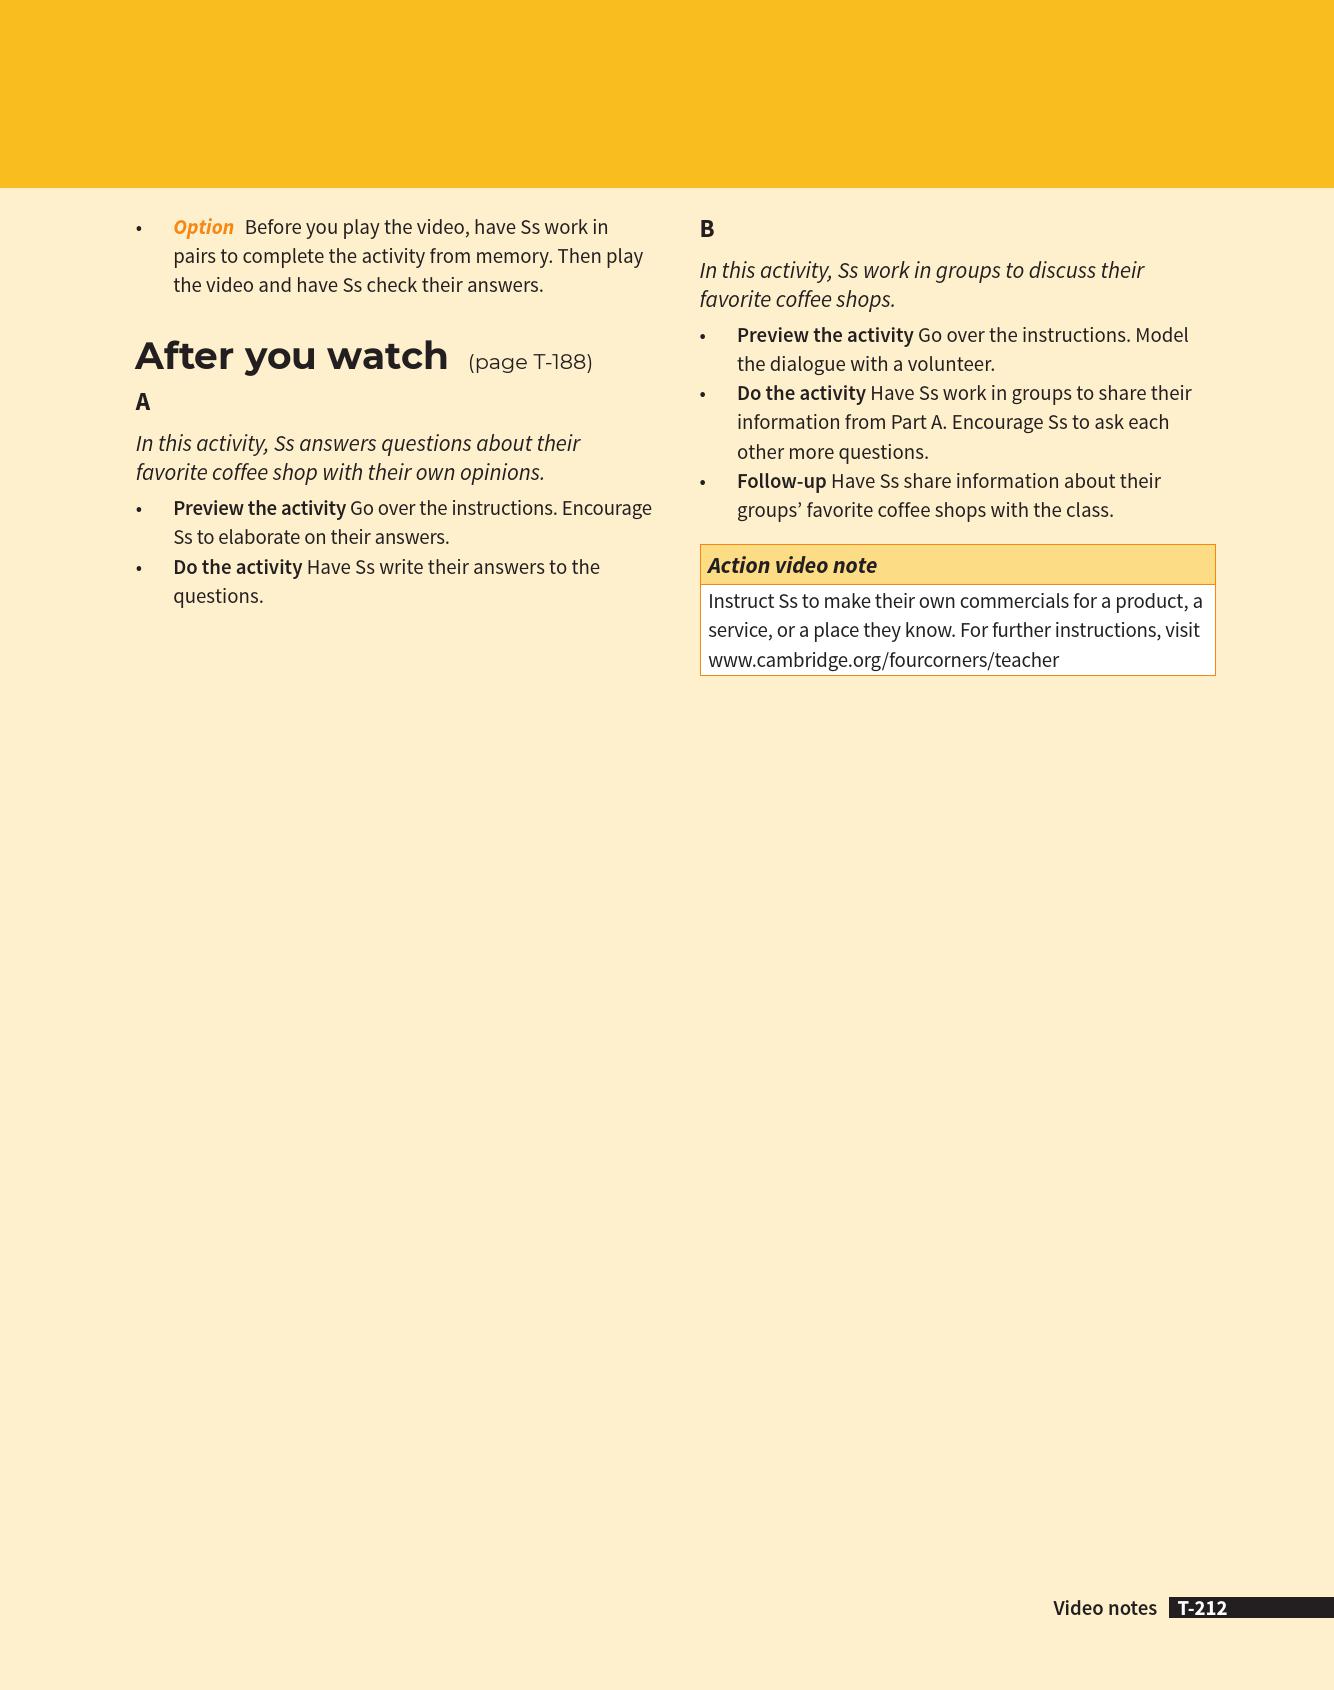 • Option Before you play the video, have Ss work in
pairs to complete the activity from memory. Then play
the video and have Ss check their answers.
After you watch (page T-188)
A
In this activity, Ss answers questions about their
favorite coffee shop with their own opinions.
• Preview the activity Go over the instructions. Encourage
Ss to elaborate on their answers.
• Do the activity Have Ss write their answers to the
questions.
B
In this activity, Ss work in groups to discuss their
favorite coffee shops.
• Preview the activity Go over the instructions. Model
the dialogue with a volunteer.
• Do the activity Have Ss work in groups to share their
information from Part A. Encourage Ss to ask each
other more questions.
• Follow-up Have Ss share information about their
groups’ favorite coffee shops with the class.
Action video note
Instruct Ss to make their own commercials for a product, a
service, or a place they know. For further instructions, visit
www.cambridge.org/fourcorners/teacher
Video notes T-212